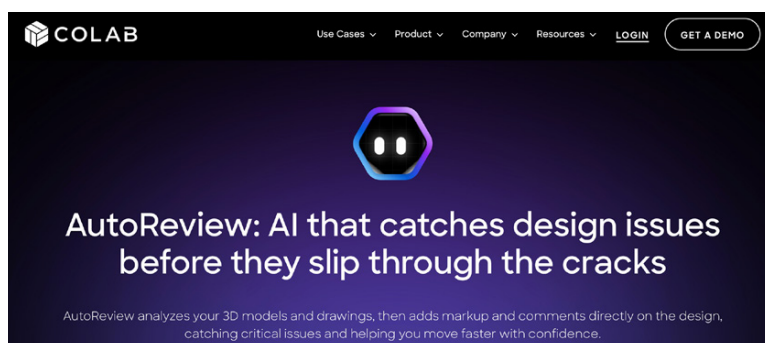 COLAB
Use Cases Product Company Resources LOGIN GET A DEMO
AutoReview: AI that catches design issues
before they slip through the cracks
AutoReview analyzes your 3D models and drawings, then adds markup and comments directly on the design,
catching critical issues and helping you move faster with confidence.